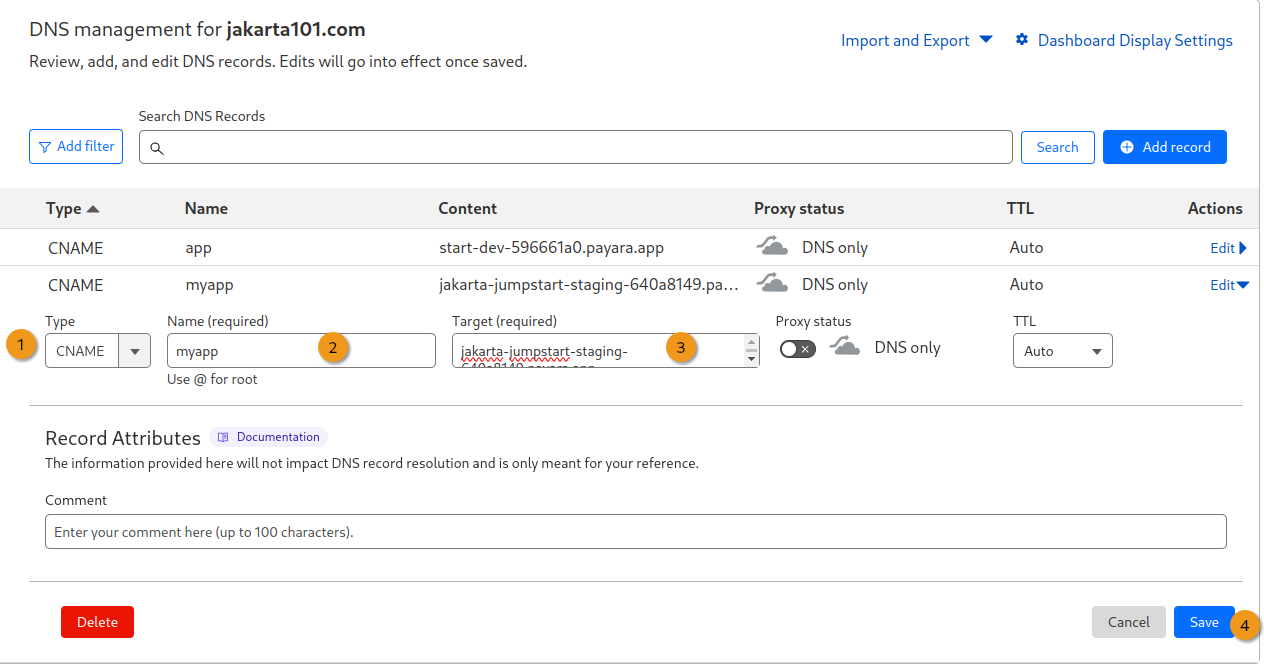 DNS management for jakarta101.com
Import and Export
Dashboard Display Settings
Review, add, and edit DNS records. Edits will go into effect once saved.
Search DNS Records
Add filter
Search
Add record
Type Name Content Proxy status TTL Actions
CNAME app start-dev-596661a0.payara.app DNS only Auto Edit
CNAME myapp jakarta-jumpstart-staging-640a8149.pa... DNS only Auto Edit
Type Name (required) Target (required) Proxy status TTL
1 CNAME myapp 2 jakarta-jumpstart-staging- 3 DNS only Auto
640a8149.payara.app
Use @ for root
Record Attributes Documentation
The information provided here will not impact DNS record resolution and is only meant for your reference.
Comment
Enter your comment here (up to 100 characters).
Delete Cancel Save 4